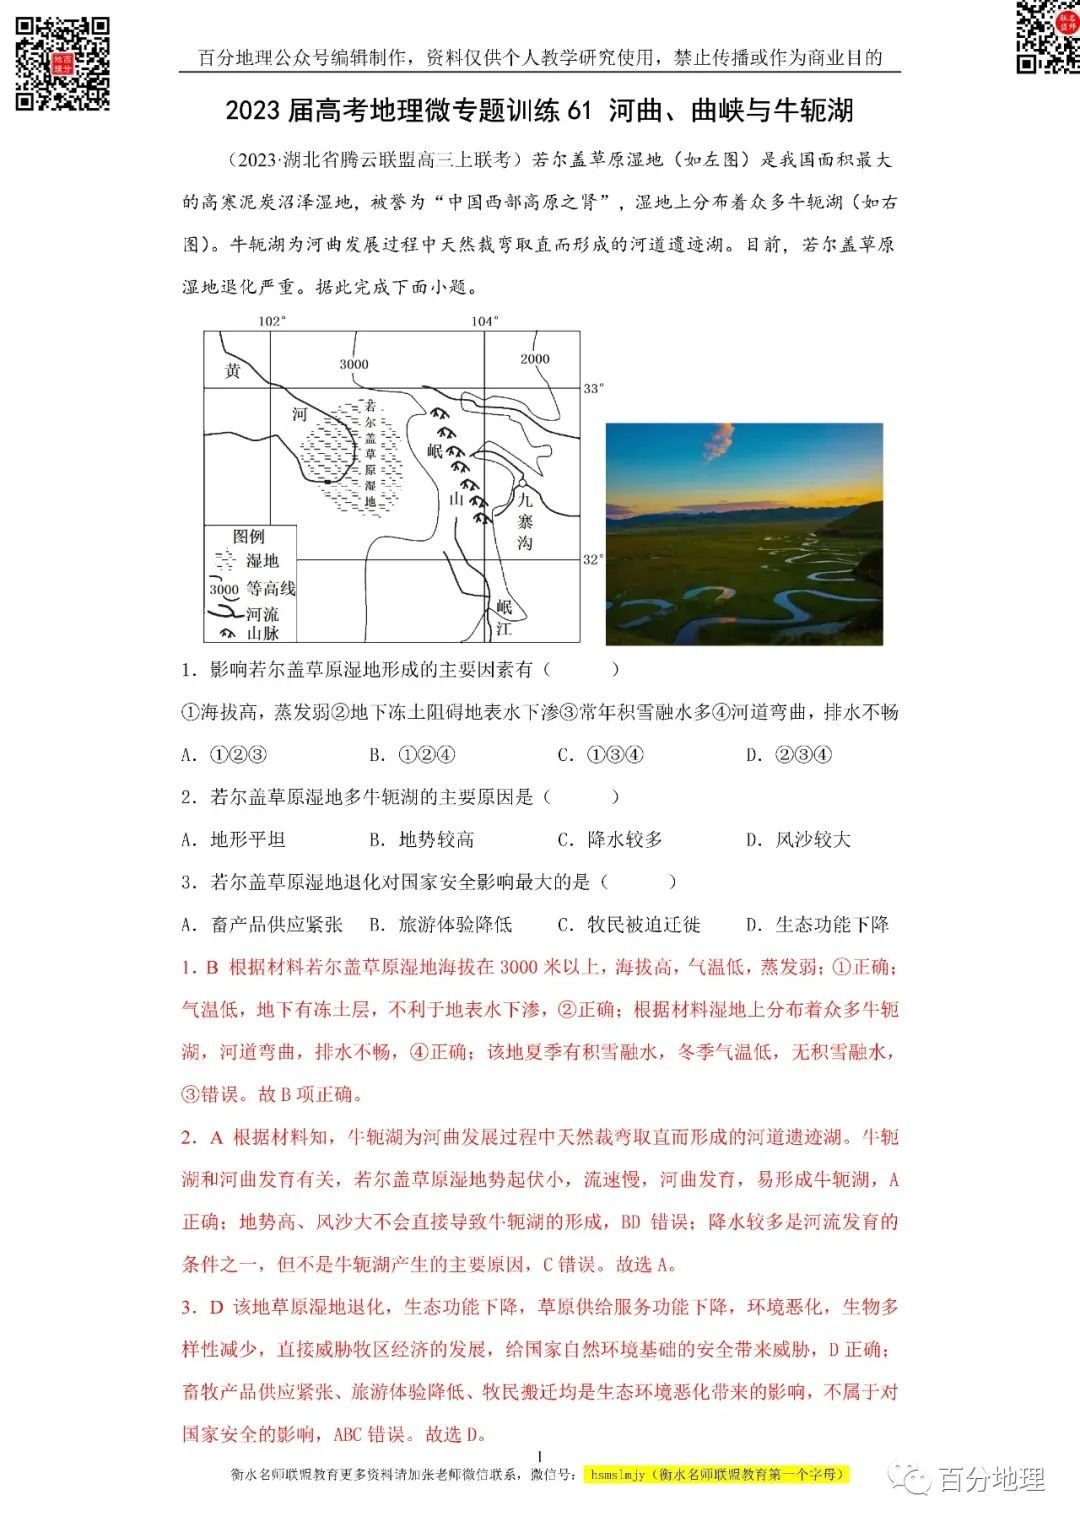 百分地理公众号编辑制作，资料仅供个人教学研究使用，禁止传播或作为商业目的
2023 届高考地理微专题训练 61 河曲、曲峡与牛轭湖
（2023·湖北省腾云联盟高三上联考）若尔盖草原湿地（如左图）是我国面积最大
的高寒泥炭沼泽湿地，被誉为“中国西部高原之肾”，湿地上分布着众多牛轭湖（如右
图）。牛轭湖为河曲发展过程中天然裁弯取直而形成的河道遗迹湖。目前，若尔盖草原
湿地退化严重。据此完成下面小题。
102° 104°
3000 2000
黄
33°
河
若尔盖草原湿地
岷
山
九寨沟
图例
湿地
32°
3000 等高线
河流
山脉
岷江
1．影响若尔盖草原湿地形成的主要因素有（ ）
①海拔高，蒸发弱②地下冻土阻碍地表水下渗③常年积雪融水多④河道弯曲，排水不畅
A．①②③ B．①②④ C．①③④ D．②③④
2．若尔盖草原湿地多牛轭湖的主要原因是（ ）
A．地形平坦 B．地势较高 C．降水较多 D．风沙较大
3．若尔盖草原湿地退化对国家安全影响最大的是（ ）
A．畜产品供应紧张 B．旅游体验降低 C．牧民被迫迁徙 D．生态功能下降
1．B 根据材料若尔盖草原湿地海拔在 3000 米以上，海拔高，气温低，蒸发弱；①正确；
气温低，地下有冻土层，不利于地表水下渗，②正确；根据材料湿地上分布着众多牛轭
湖，河道弯曲，排水不畅，④正确；该地夏季有积雪融水，冬季气温低，无积雪融水，
③错误。故 B 项正确。
2．A 根据材料知，牛轭湖为河曲发展过程中天然裁弯取直而形成的河道遗迹湖。牛轭
湖和河曲发育有关，若尔盖草原湿地势起伏小，流速慢，河曲发育，易形成牛轭湖，A
正确；地势高、风沙大不会直接导致牛轭湖的形成，BD 错误；降水较多是河流发育的
条件之一，但不是牛轭湖产生的主要原因，C 错误。故选 A。
3．D 该地草原湿地退化，生态功能下降，草原供给服务功能下降，环境恶化，生物多
样性减少，直接威胁牧区经济的发展，给国家自然环境基础的安全带来威胁，D 正确；
畜牧产品供应紧张、旅游体验降低、牧民搬迁均是生态环境恶化带来的影响，不属于对
国家安全的影响，ABC 错误。故选 D。
1
衡水名师联盟教育更多资料请加张老师微信联系，微信号： hsmslmjy（衡水名师联盟教育第一个字母）
百分地理